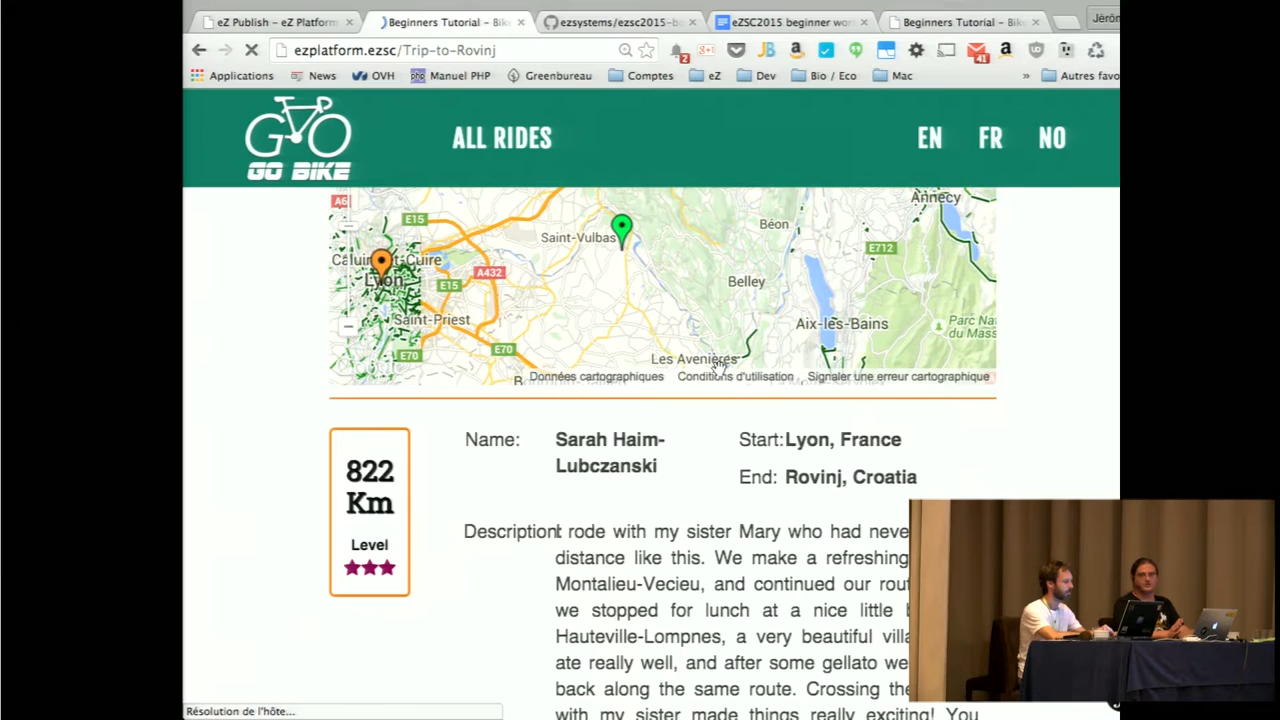 eZ Publish - eZ Platform
Beginners Tutorial - Bike
ezsystems/ezsc2015-be
eZSC2015 beginner wor
Beginners Tutorial - Bike
Jérôm
ezplatform.ezsc/Trip-to-Rovinj
2
41
Applications
News
OVH
Manuel PHP
Greenbureau
Comptes
eZ
Dev
Bio / Eco
Mac
»
Autres favo
GO BIKE
ALL RIDES
EN FR NO
A6
E15
Annecy
Saint-Vulbas
Béon
E712
Caluire-et-Cuire
A432
Lyon
E15
Belley
Saint-Priest
Aix-les-Bains
Parc Nat
du Mass
E70
E70
Les Avenières
Données cartographiques
Conditions d'utilisation
Signaler une erreur cartographique
822
Km
Level
Name: Sarah Haim-
Lubczanski
Start: Lyon, France
End: Rovinj, Croatia
Description: I rode with my sister Mary who had neve
distance like this. We make a refreshing
Montalieu-Vecieu, and continued our rout
we stopped for lunch at a nice little b
Hauteville-Lompnes, a very beautiful villa
ate really well, and after some gellato we
back along the same route. Crossing the
with my sister made things really exciting! You
Résolution de l'hôte...